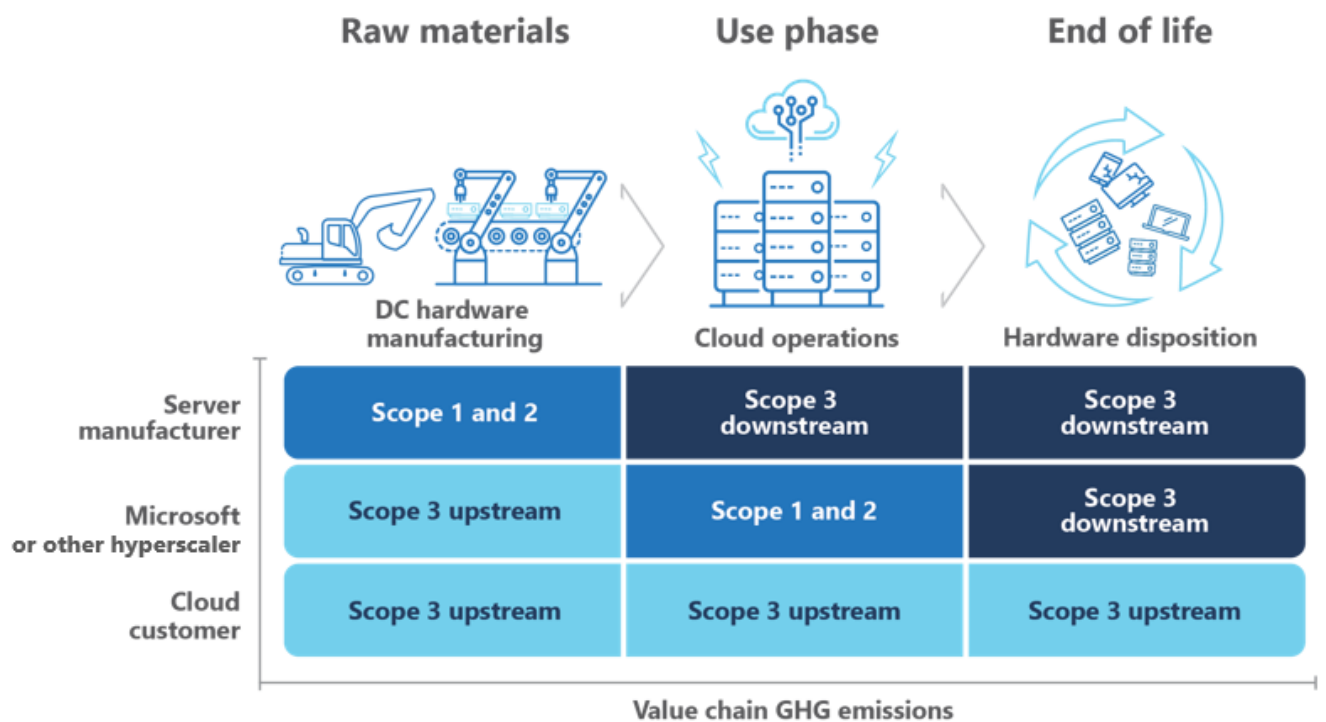 Raw materials
Use phase
End of life
DC hardware
manufacturing
Cloud operations
Hardware disposition
Server
manufacturer
Scope 1 and 2
Scope 3
downstream
Scope 3
downstream
Microsoft
or other hyperscaler
Scope 3 upstream
Scope 1 and 2
Scope 3
downstream
Cloud
customer
Scope 3 upstream
Scope 3 upstream
Scope 3 upstream
Value chain GHG emissions